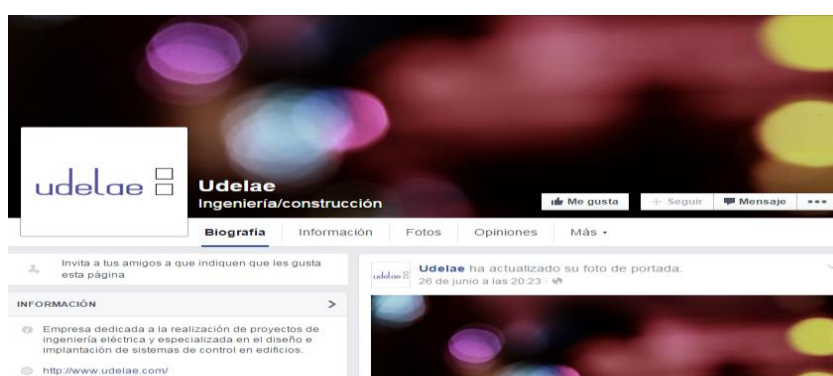 udelae
Udelae
Ingeniería/construcción
Me gusta
Seguir
Mensaje
Biografía
Información
Fotos
Opiniones
Más
Invita a tus amigos a que indiquen que les gusta
esta página
INFORMACIÓN
Empresa dedicada a la realización de proyectos de
ingeniería eléctrica y especializada en el diseño e
implantación de sistemas de control en edificios.
http://www.udelae.com/
udelae
Udelae ha actualizado su foto de portada.
26 de junio a las 20:23 ·